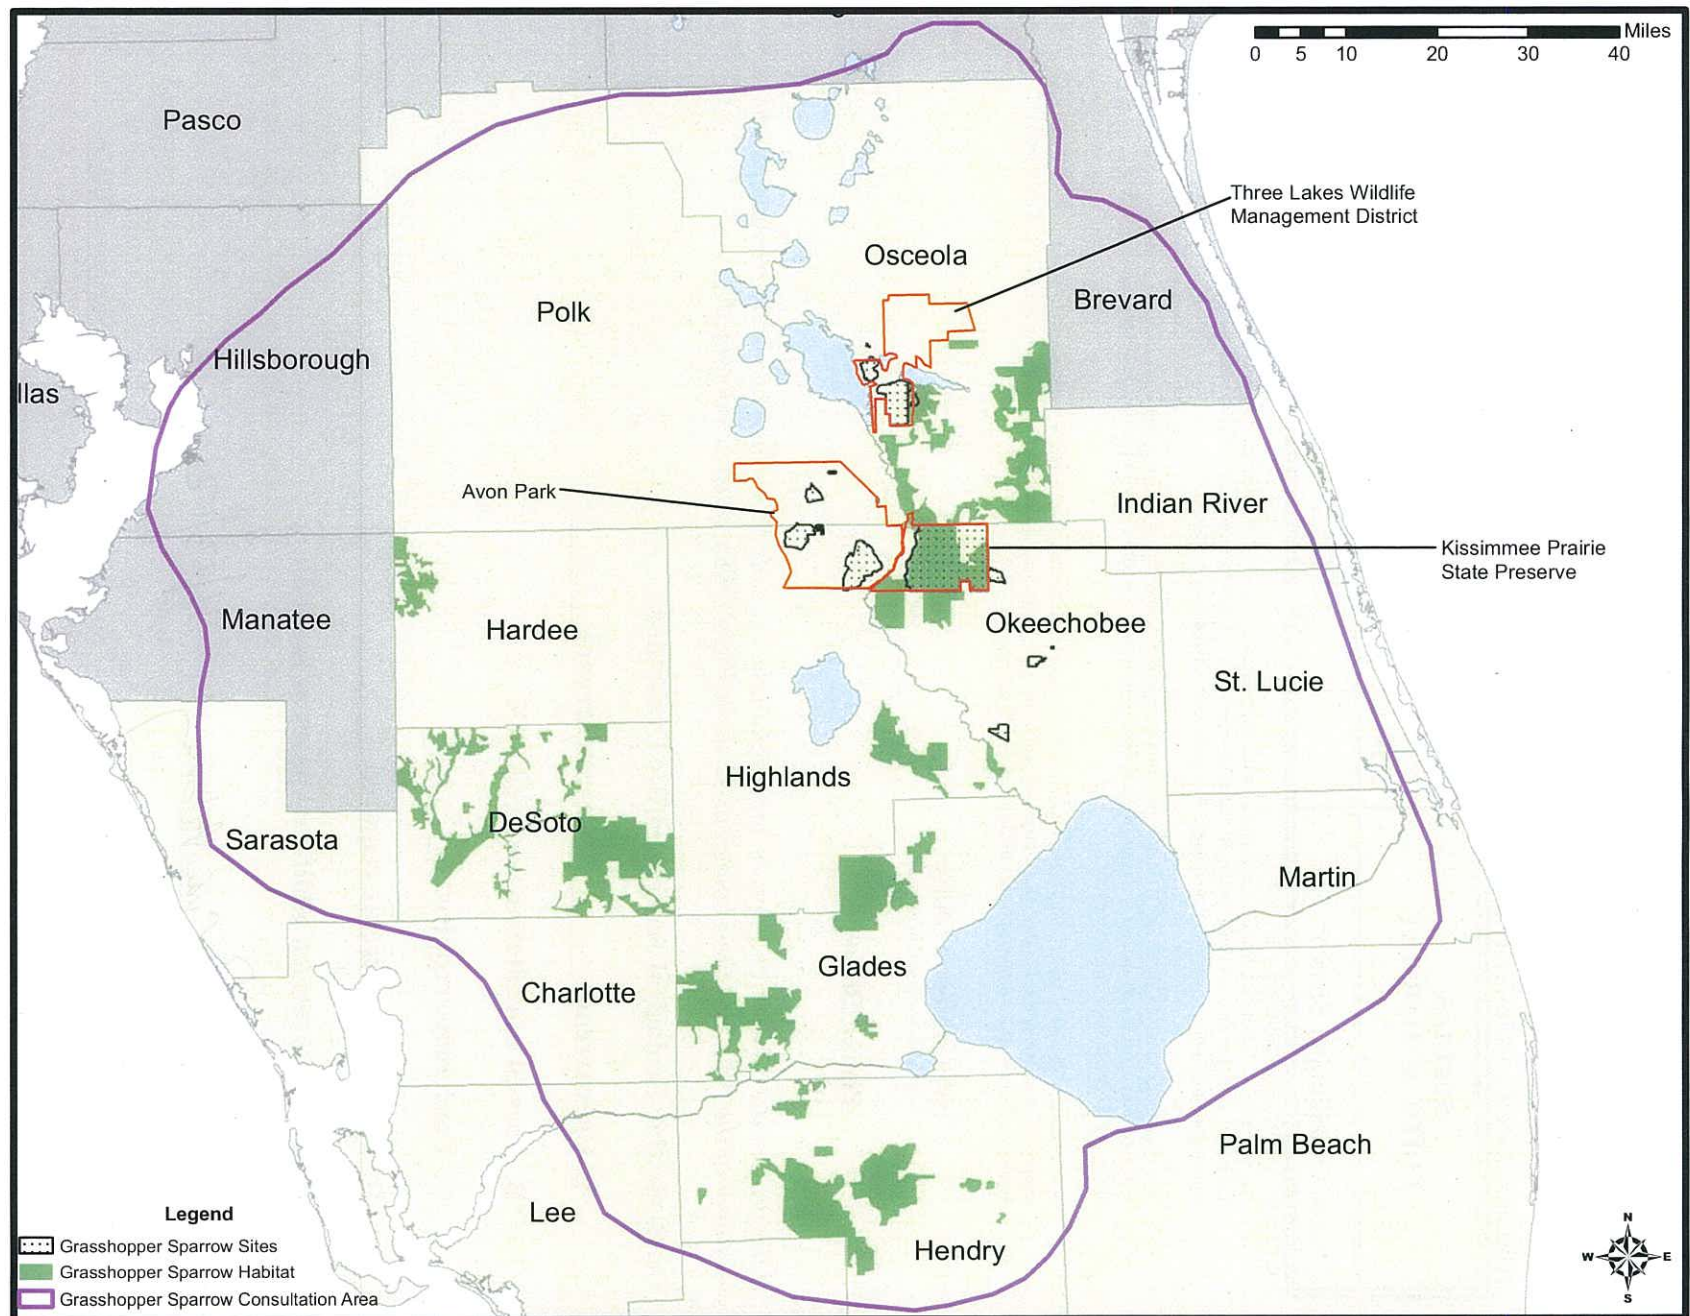 Miles
0 5 10 20 30 40
Pasco
Three Lakes Wildlife
Management District
Osceola
Brevard
Polk
Hillsborough
llas
Avon Park
Indian River
Kissimmee Prairie
State Preserve
Manatee
Hardee
Okeechobee
St. Lucie
Highlands
DeSoto
Sarasota
Martin
Glades
Charlotte
Palm Beach
Lee
Hendry
Legend
Grasshopper Sparrow Sites
Grasshopper Sparrow Habitat
Grasshopper Sparrow Consultation Area
N
W E
S